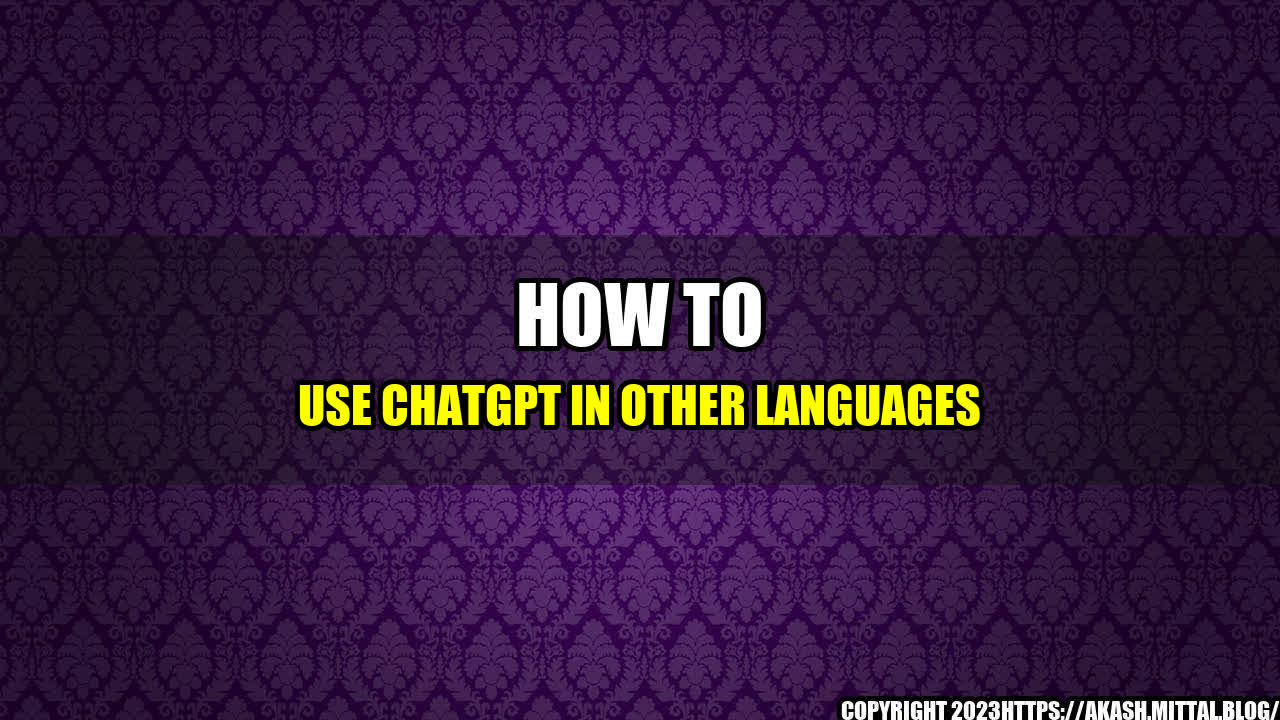 HOW TO
USE CHATGPT IN OTHER LANGUAGES
COPYRIGHT 2023HTTPS://AKASH.MITTAL.BLOG/